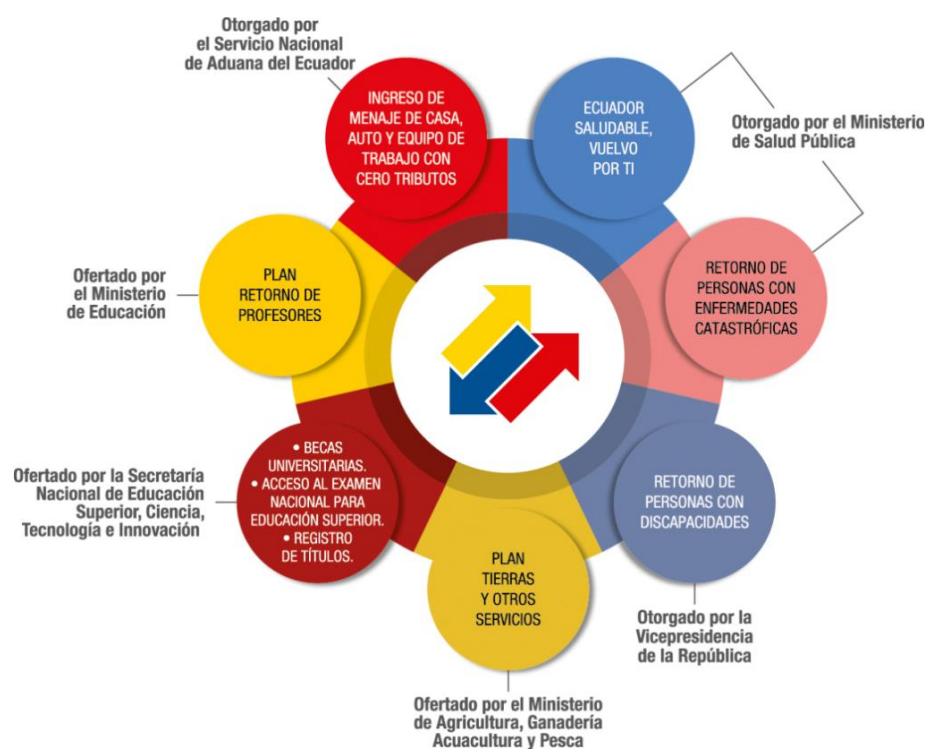 Otorgado por
el Servicio Nacional
de Aduana del Ecuador
INGRESO DE
MENAJE DE CASA,
AUTO Y EQUIPO DE
TRABAJO CON
CERO TRIBUTOS
ECUADOR
SALUDABLE,
VUELVO
POR TI
Otorgado por el Ministerio
de Salud Pública
Ofertado por
el Ministerio
de Educación
PLAN
RETORNO DE
PROFESORES
RETORNO DE
PERSONAS CON
ENFERMEDADES
CATASTRÓFICAS
Ofertado por la Secretaría
Nacional de Educación
Superior, Ciencia,
Tecnología e Innovación
• BECAS
UNIVERSITARIAS.
• ACCESO AL EXAMEN
NACIONAL PARA
EDUCACIÓN SUPERIOR.
• REGISTRO
DE TÍTULOS.
RETORNO DE
PERSONAS CON
DISCAPACIDADES
Otorgado por la
Vicepresidencia
de la República
PLAN
TIERRAS
Y OTROS
SERVICIOS
Ofertado por el Ministerio
de Agricultura, Ganadería
Acuacultura y Pesca